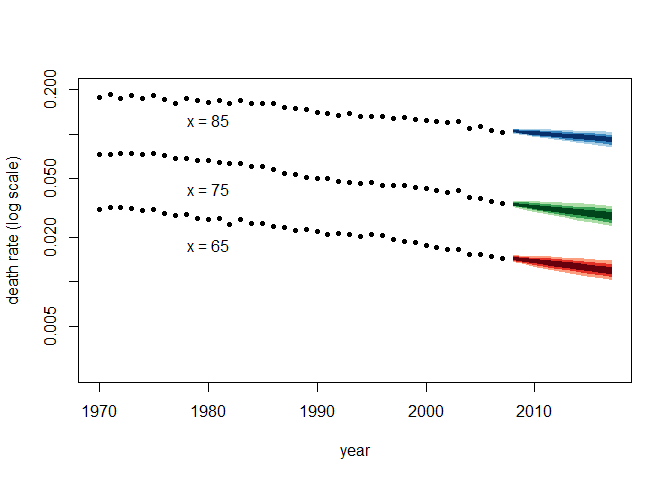 0.200
0.050
0.020
0.005
death rate (log scale)
x = 85
x = 75
x = 65
1970
1980
1990
2000
2010
year